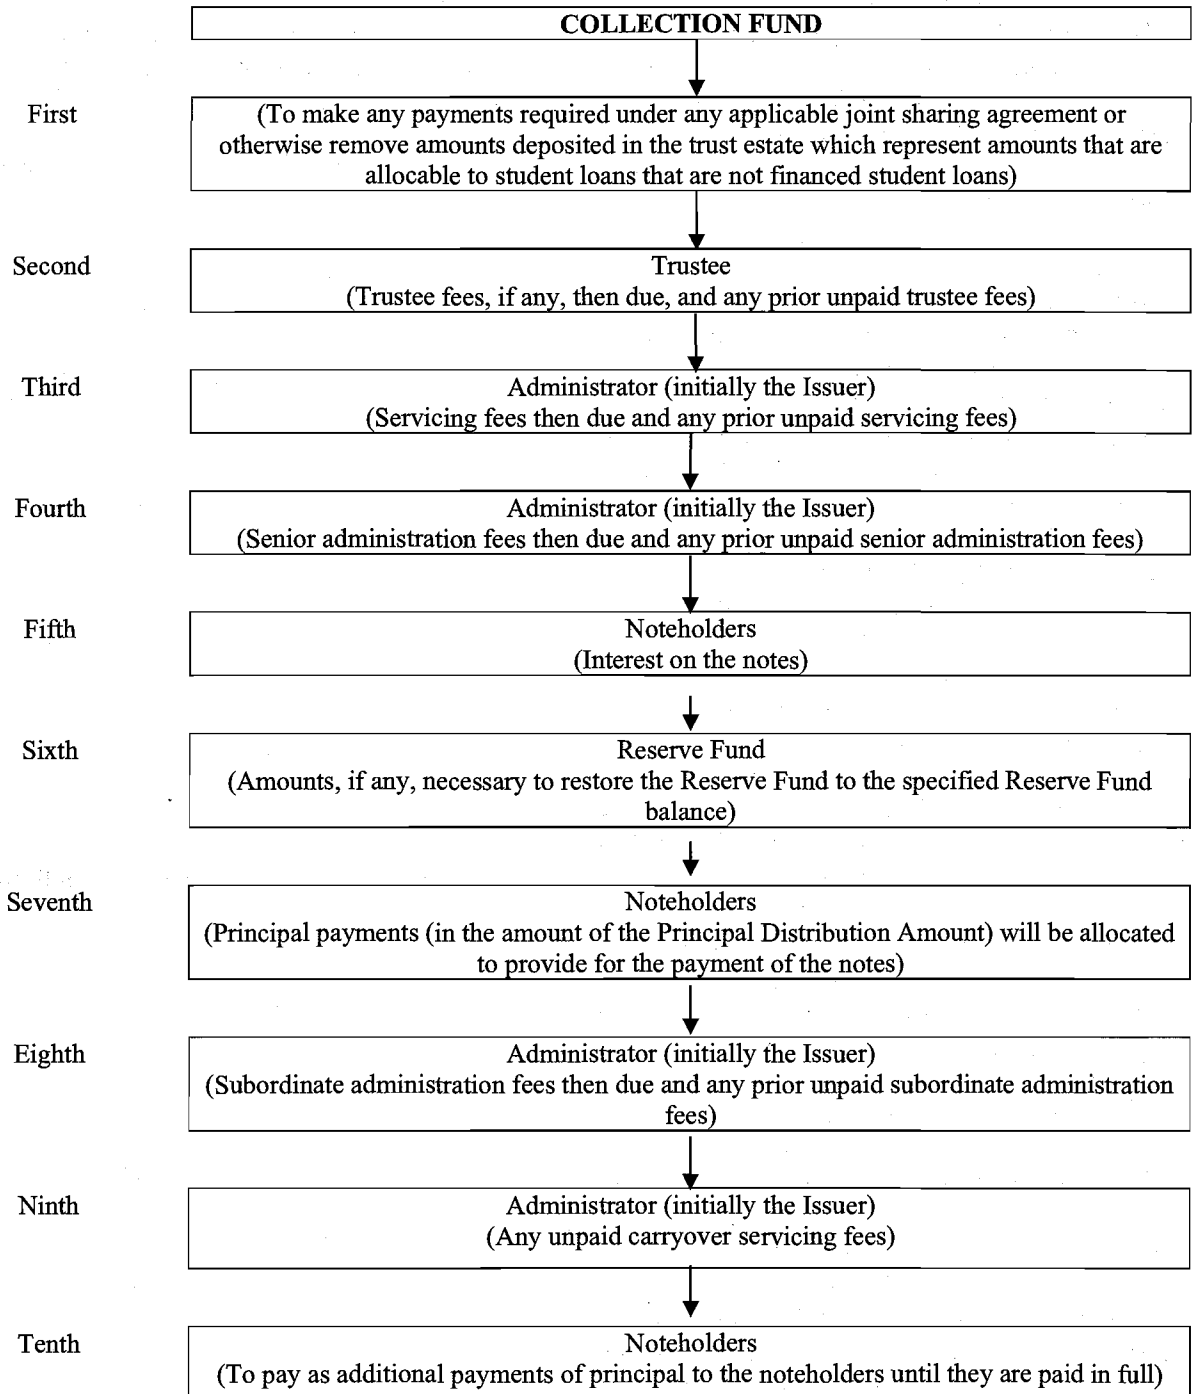 COLLECTION FUND
First
(To make any payments required under any applicable joint sharing agreement or
otherwise remove amounts deposited in the trust estate which represent amounts that are
allocable to student loans that are not financed student loans)
Second
Trustee
(Trustee fees, if any, then due, and any prior unpaid trustee fees)
Third
Administrator (initially the Issuer)
(Servicing fees then due and any prior unpaid servicing fees)
Fourth
Administrator (initially the Issuer)
(Senior administration fees then due and any prior unpaid senior administration fees)
Fifth
Noteholders
(Interest on the notes)
Sixth
Reserve Fund
(Amounts, if any, necessary to restore the Reserve Fund to the specified Reserve Fund
balance)
Seventh
Noteholders
(Principal payments (in the amount of the Principal Distribution Amount) will be allocated
to provide for the payment of the notes)
Eighth
Administrator (initially the Issuer)
(Subordinate administration fees then due and any prior unpaid subordinate administration
fees)
Ninth
Administrator (initially the Issuer)
(Any unpaid carryover servicing fees)
Tenth
Noteholders
(To pay as additional payments of principal to the noteholders until they are paid in full)